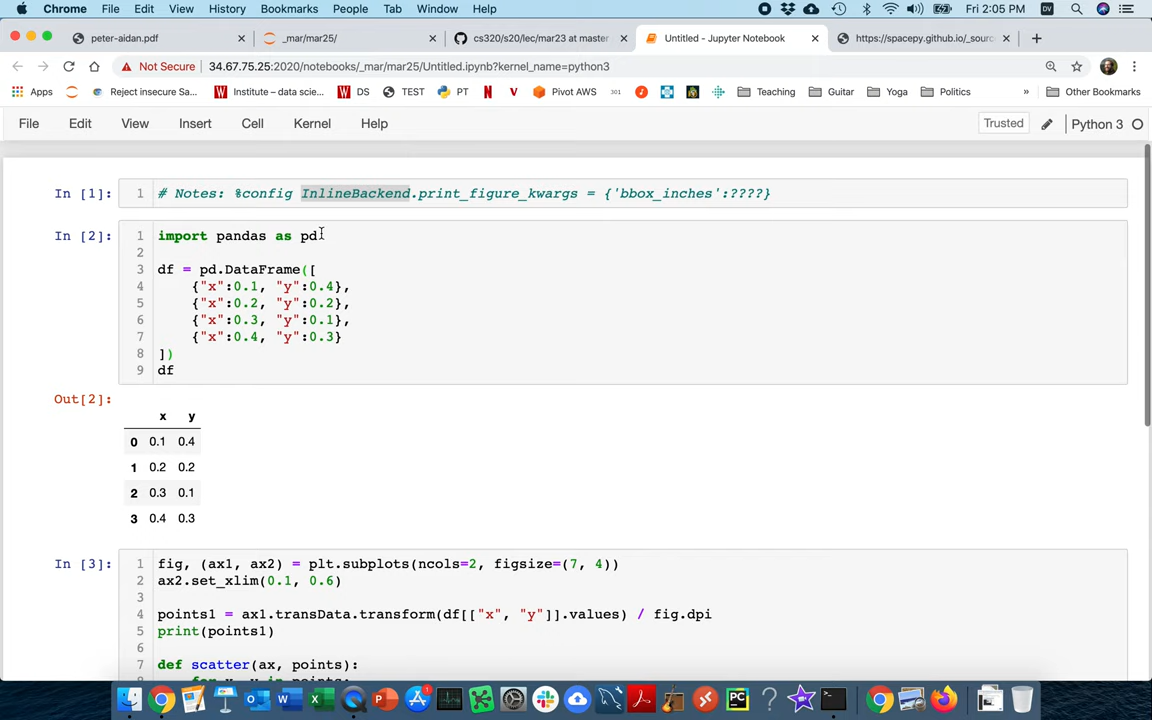 Chrome File Edit View History Bookmarks People Tab Window Help Fri 2:05 PM DV
peter-aidan.pdf × _mar/mar25/ × cs320/s20/lec/mar23 at master × Untitled - Jupyter Notebook × https://spacepy.github.io/_sourc ×
Not Secure 34.67.75.25:2020/notebooks/_mar/mar25/Untitled.ipynb?kernel_name=python3
Apps Reject insecure Sa... Institute – data scie... DS TEST PT Pivot AWS Teaching Guitar Yoga Politics » Other Bookmarks
File Edit View Insert Cell Kernel Help Trusted Python 3
In [1]: 1 # Notes: %config InlineBackend.print_figure_kwargs = {'bbox_inches':????}
In [2]: 1 import pandas as pd
2
3 df = pd.DataFrame([
4 {"x":0.1, "y":0.4},
5 {"x":0.2, "y":0.2},
6 {"x":0.3, "y":0.1},
7 {"x":0.4, "y":0.3}
8 ])
9 df
Out[2]:
x y
0 0.1 0.4
1 0.2 0.2
2 0.3 0.1
3 0.4 0.3
In [3]: 1 fig, (ax1, ax2) = plt.subplots(ncols=2, figsize=(7, 4))
2 ax2.set_xlim(0.1, 0.6)
3
4 points1 = ax1.transData.transform(df[["x", "y"]].values) / fig.dpi
5 print(points1)
6
7 def scatter(ax, points):
8 for x, y in points: